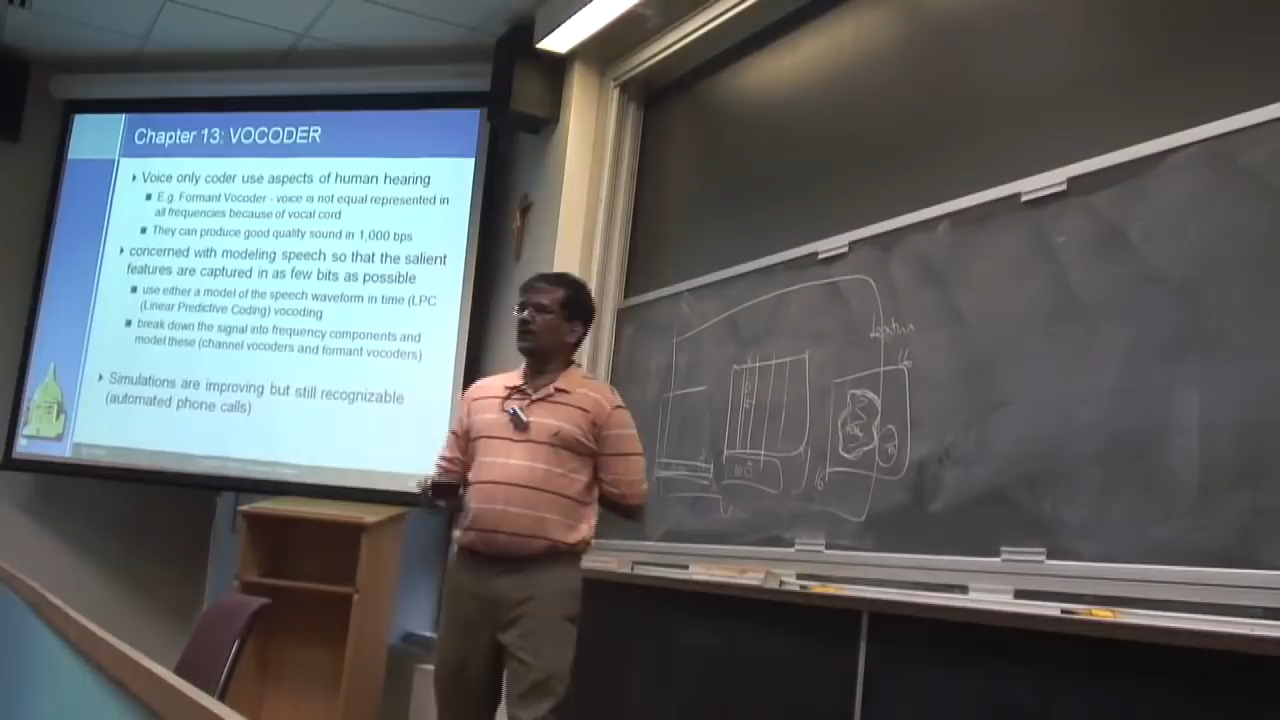 Chapter 13: VOCODER
Voice only coder use aspects of human hearing
E.g. Formant Vocoder - voice is not equal represented in
all frequencies because of vocal cord
They can produce good quality sound in 1,000 bps
concerned with modeling speech so that the salient
features are captured in as few bits as possible
use either a model of the speech waveform in time (LPC
(Linear Predictive Coding) vocoding
break down the signal into frequency components and
model these (channel vocoders and formant vocoders)
Simulations are improving but still recognizable
(automated phone calls)
16
16